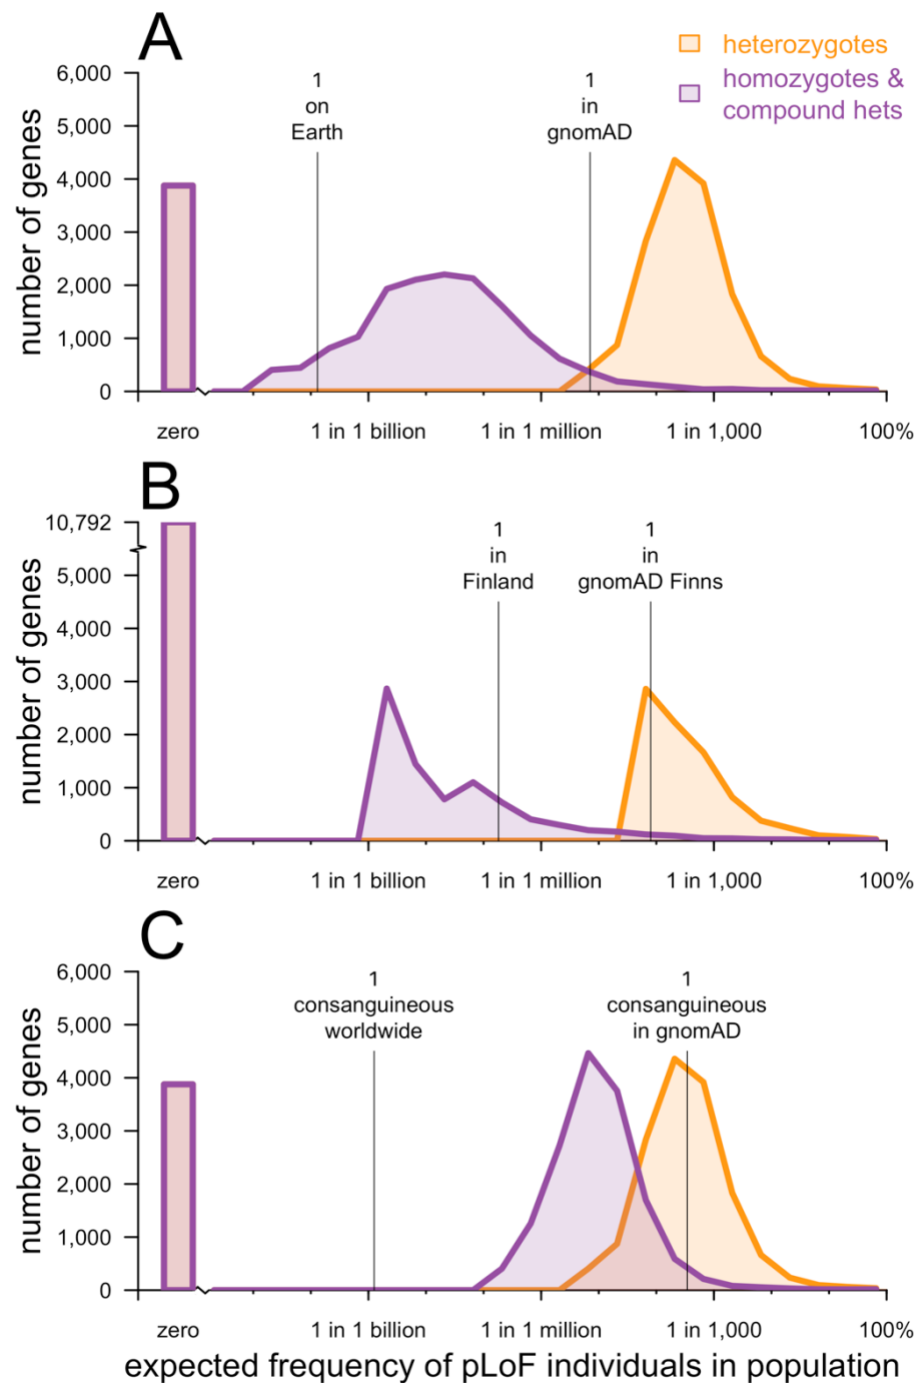 A
heterozygotes
homozygotes &
compound hets
number of genes
6,000
5,000
4,000
3,000
2,000
1,000
0
1
on
Earth
1
in
gnomAD
zero
1 in 1 billion
1 in 1 million
1 in 1,000
100%
B
number of genes
10,792
5,000
4,000
3,000
2,000
1,000
0
1
in
Finland
1
in
gnomAD Finns
zero
1 in 1 billion
1 in 1 million
1 in 1,000
100%
C
number of genes
6,000
5,000
4,000
3,000
2,000
1,000
0
1
consanguineous
worldwide
1
consanguineous
in gnomAD
zero
1 in 1 billion
1 in 1 million
1 in 1,000
100%
expected frequency of pLoF individuals in population